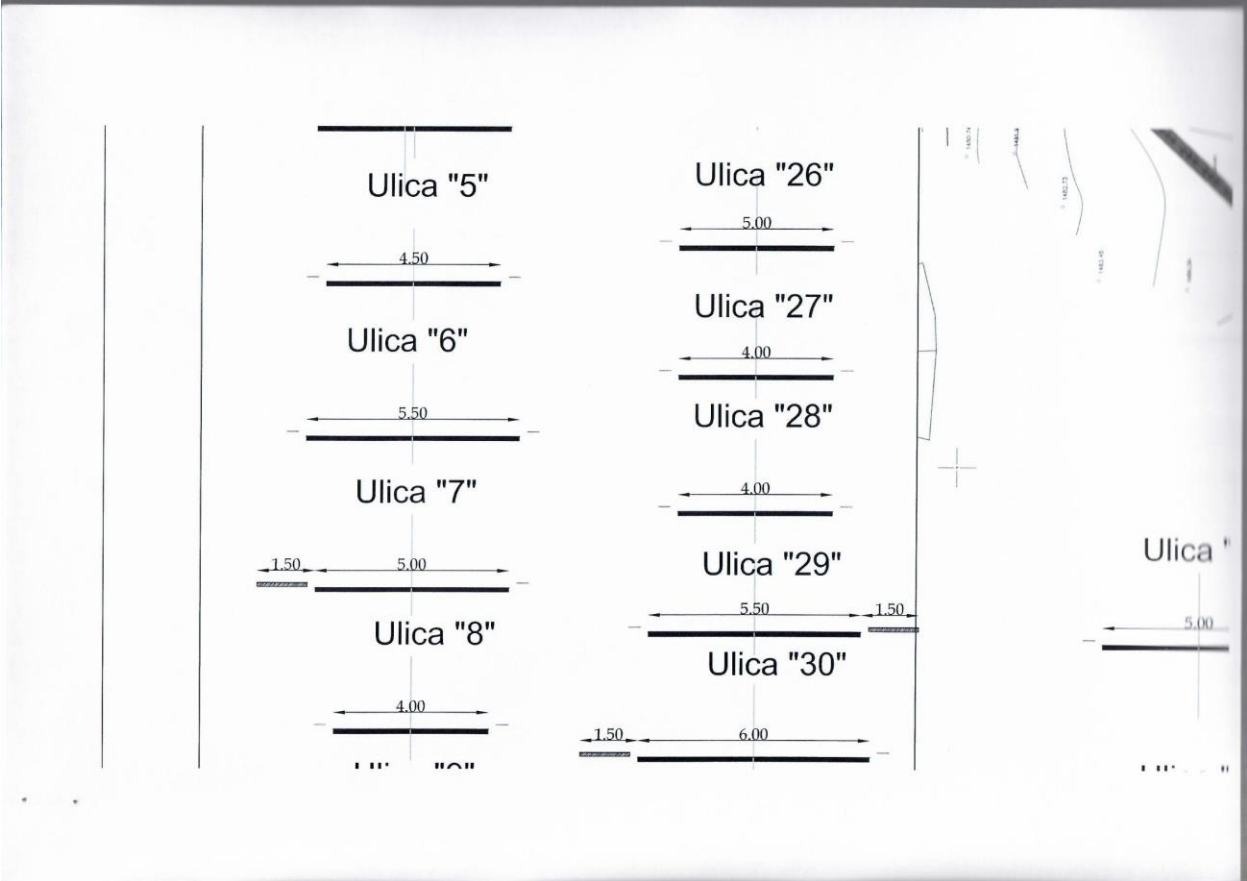 Ulica "5"
4.50
Ulica "6"
5.50
Ulica "7"
1.50 5.00
Ulica "8"
4.00
Ulica "26"
5.00
Ulica "27"
4.00
Ulica "28"
4.00
Ulica "29"
5.50 1.50
Ulica "30"
1.50 6.00
Ulica "
5.00